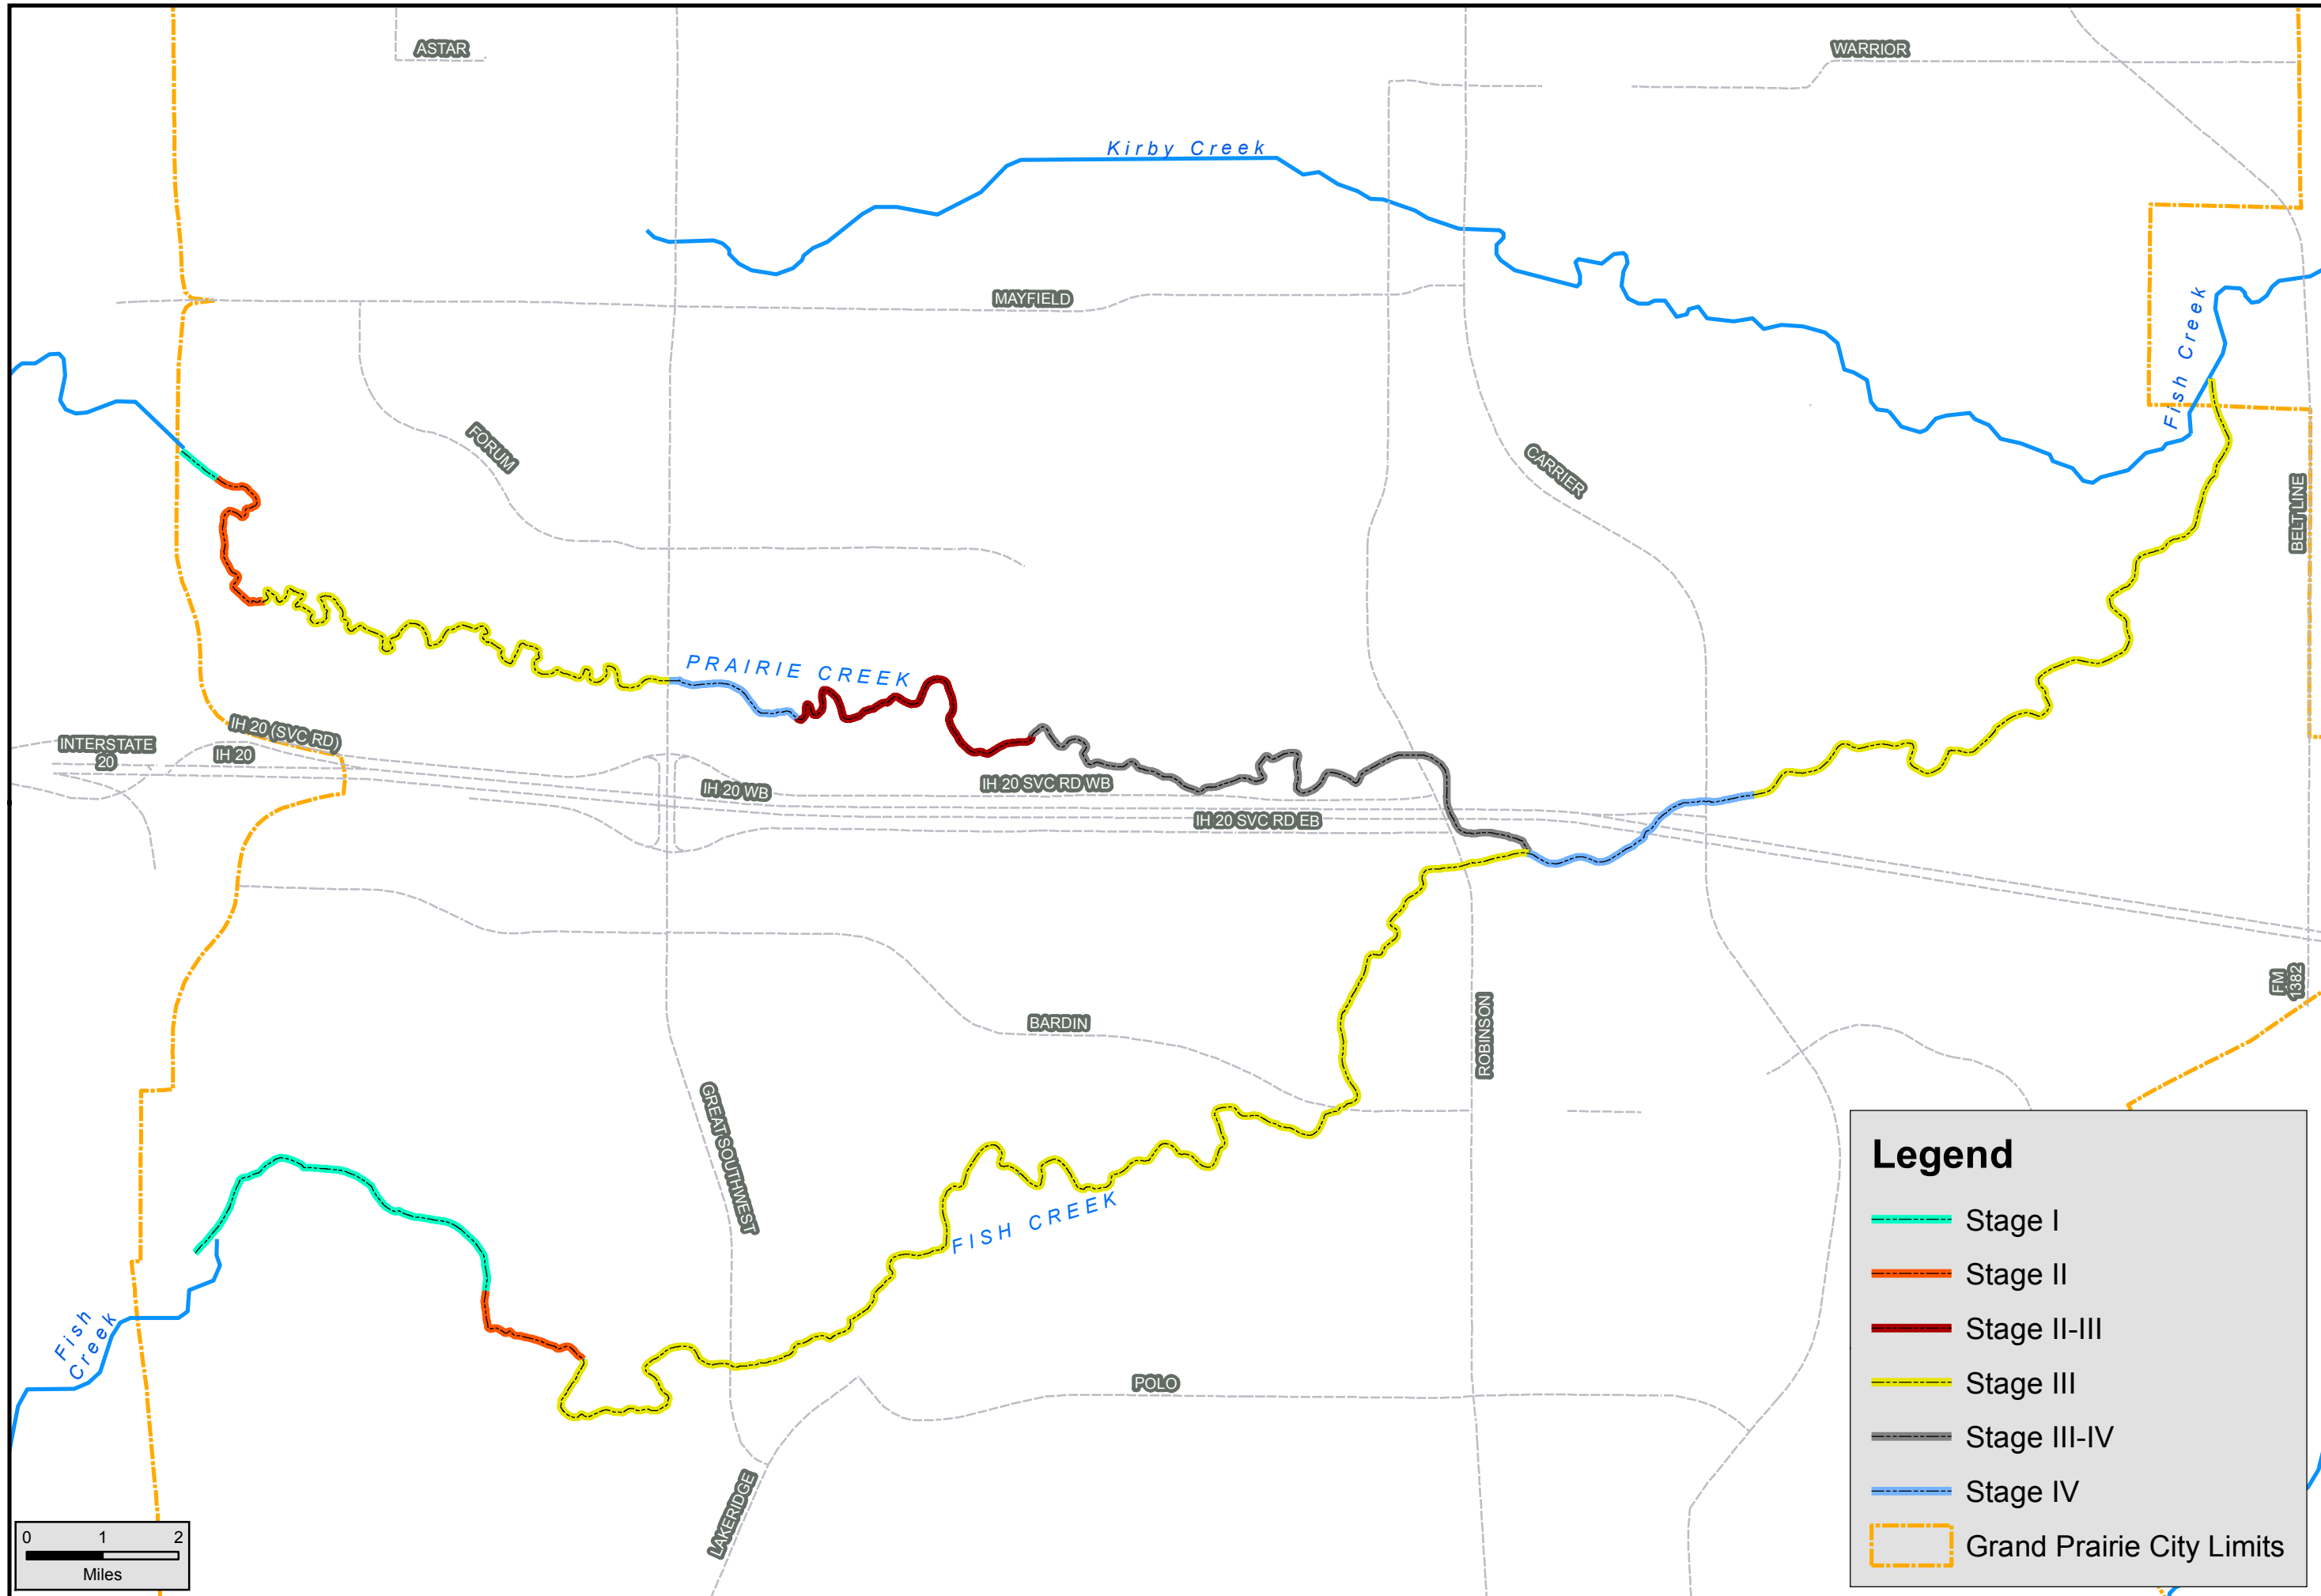 ASTAR
WARRIOR
Kirby Creek
MAYFIELD
Fish Creek
FORUM
CARRIER
BELT LINE
PRAIRIE CREEK
IH 20 (SVC RD)
INTERSTATE
20
IH 20
IH 20 WB
IH 20 SVC RD WB
IH 20 SVC RD EB
FM
1382
BARDIN
ROBINSON
GREAT SOUTHWEST
FISH CREEK
Fish
Creek
POLO
LAKERIDGE
Legend
Stage I
Stage II
Stage II-III
Stage III
Stage III-IV
Stage IV
Grand Prairie City Limits
0 1 2
Miles